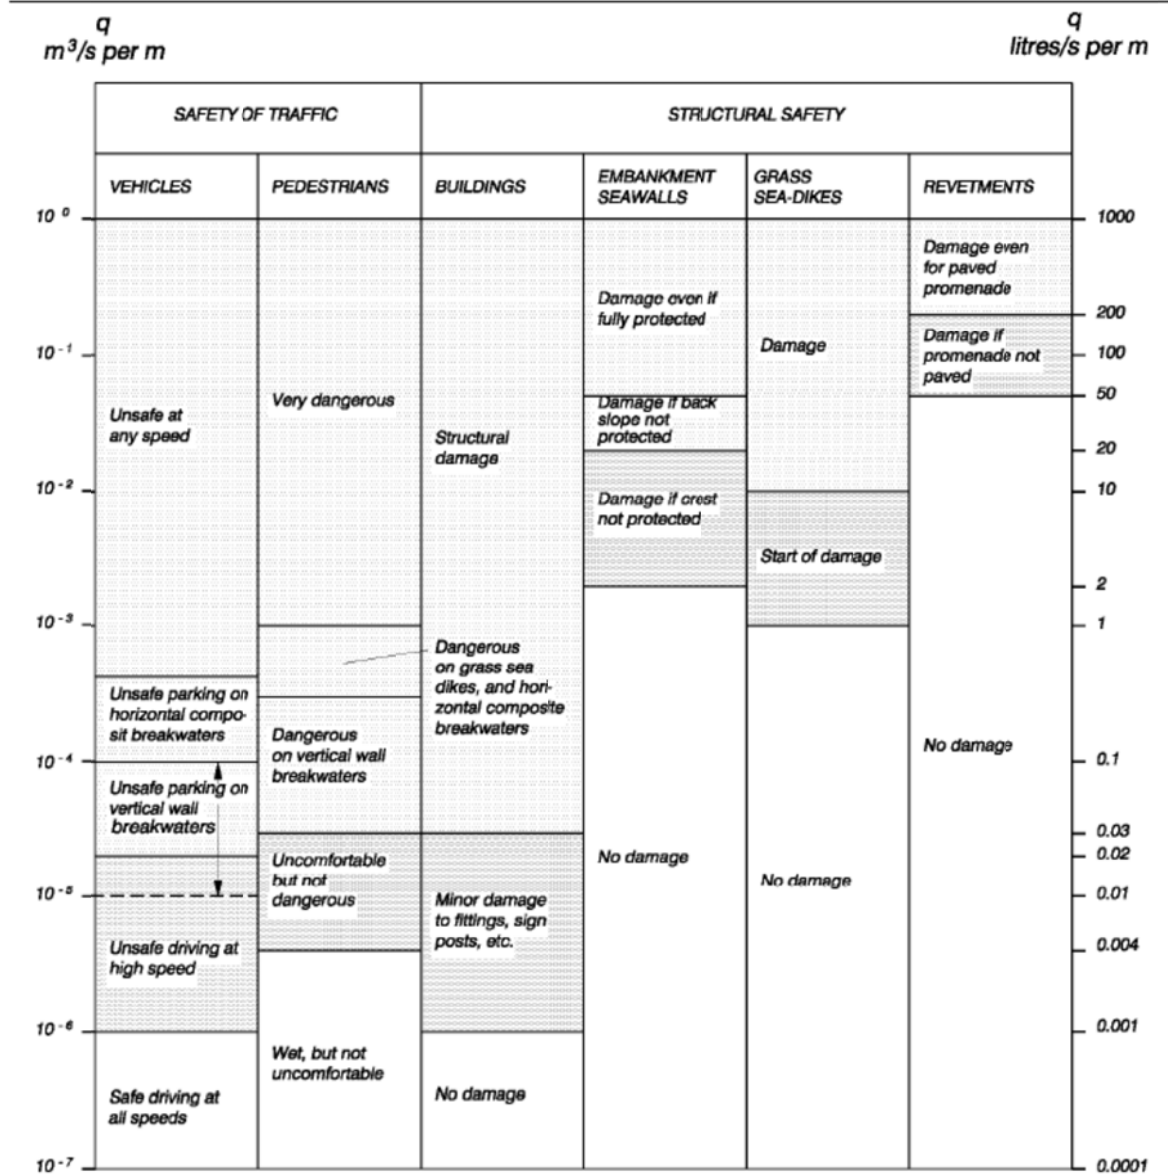 q
m³/s per m
q
litres/s per m
SAFETY OF TRAFFIC
STRUCTURAL SAFETY
VEHICLES
PEDESTRIANS
BUILDINGS
EMBANKMENT
SEAWALLS
GRASS
SEA-DIKES
REVETMENTS
10⁰
10⁻¹
10⁻²
10⁻³
10⁻⁴
10⁻⁵
10⁻⁶
10⁻⁷
Unsafe at
any speed
Unsafe parking on
horizontal compo-
sit breakwaters
Unsafe parking on
vertical wall
breakwaters
Unsafe driving at
high speed
Safe driving at
all speeds
Very dangerous
Dangerous
on vertical wall
breakwaters
Uncomfortable
but not
dangerous
Wet, but not
uncomfortable
Structural
damage
Dangerous
on grass sea
dikes, and hori-
zontal composite
breakwaters
Minor damage
to fittings, sign
posts, etc.
No damage
Damage even if
fully protected
Damage if back
slope not
protected
Damage if crest
not protected
No damage
Damage
Start of damage
No damage
Damage even
for paved
promenade
Damage if
promenade not
paved
No damage
1000
200
100
50
20
10
2
1
0.1
0.03
0.02
0.01
0.004
0.001
0.0001